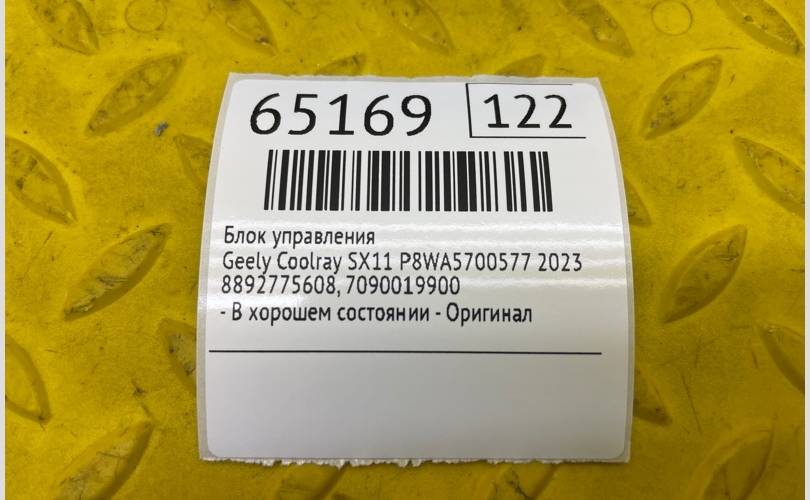 65169 122
Блок управления
Geely Coolray SX11 P8WA5700577 2023
8892775608, 7090019900
- В хорошем состоянии - Оригинал